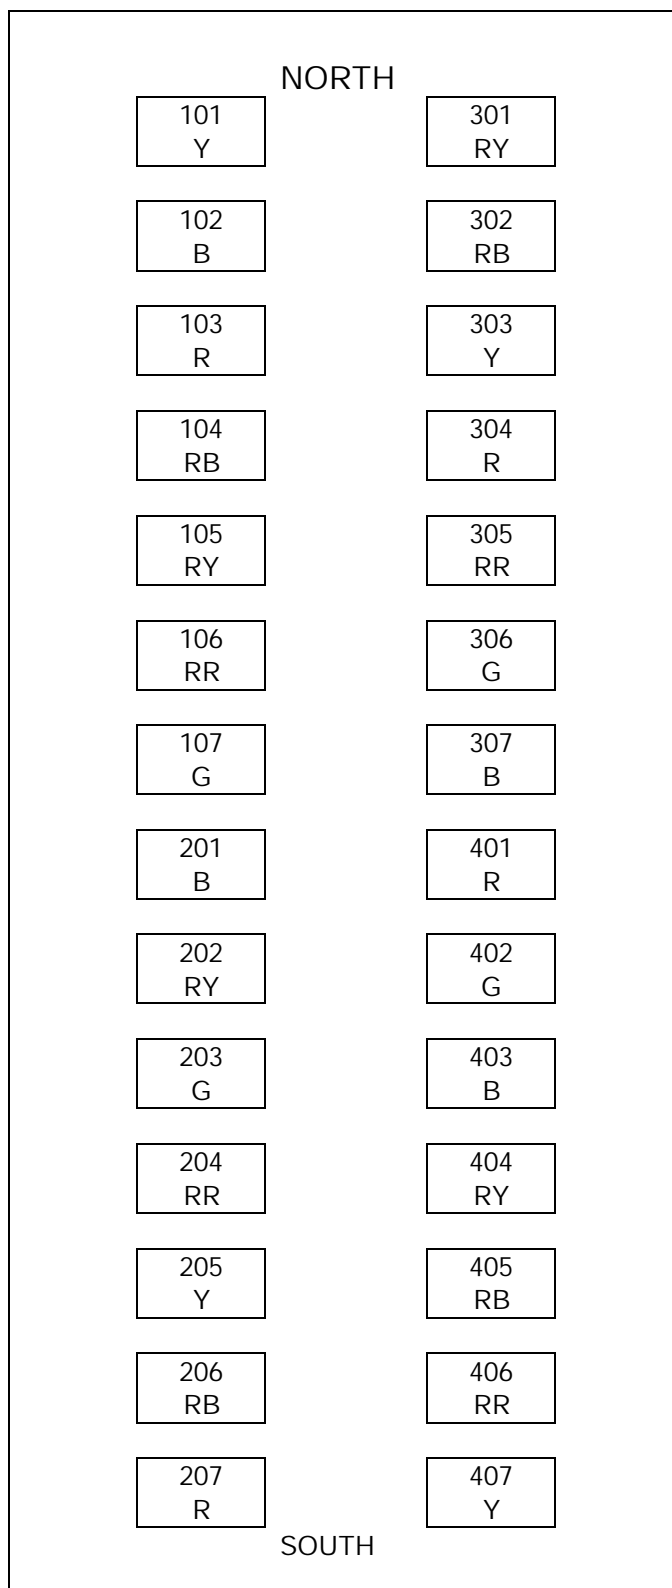 NORTH
101
Y
301
RY
102
B
302
RB
103
R
303
Y
104
RB
304
R
105
RY
305
RR
106
RR
306
G
107
G
307
B
201
B
401
R
202
RY
402
G
203
G
403
B
204
RR
404
RY
205
Y
405
RB
206
RB
406
RR
207
R
407
Y
SOUTH